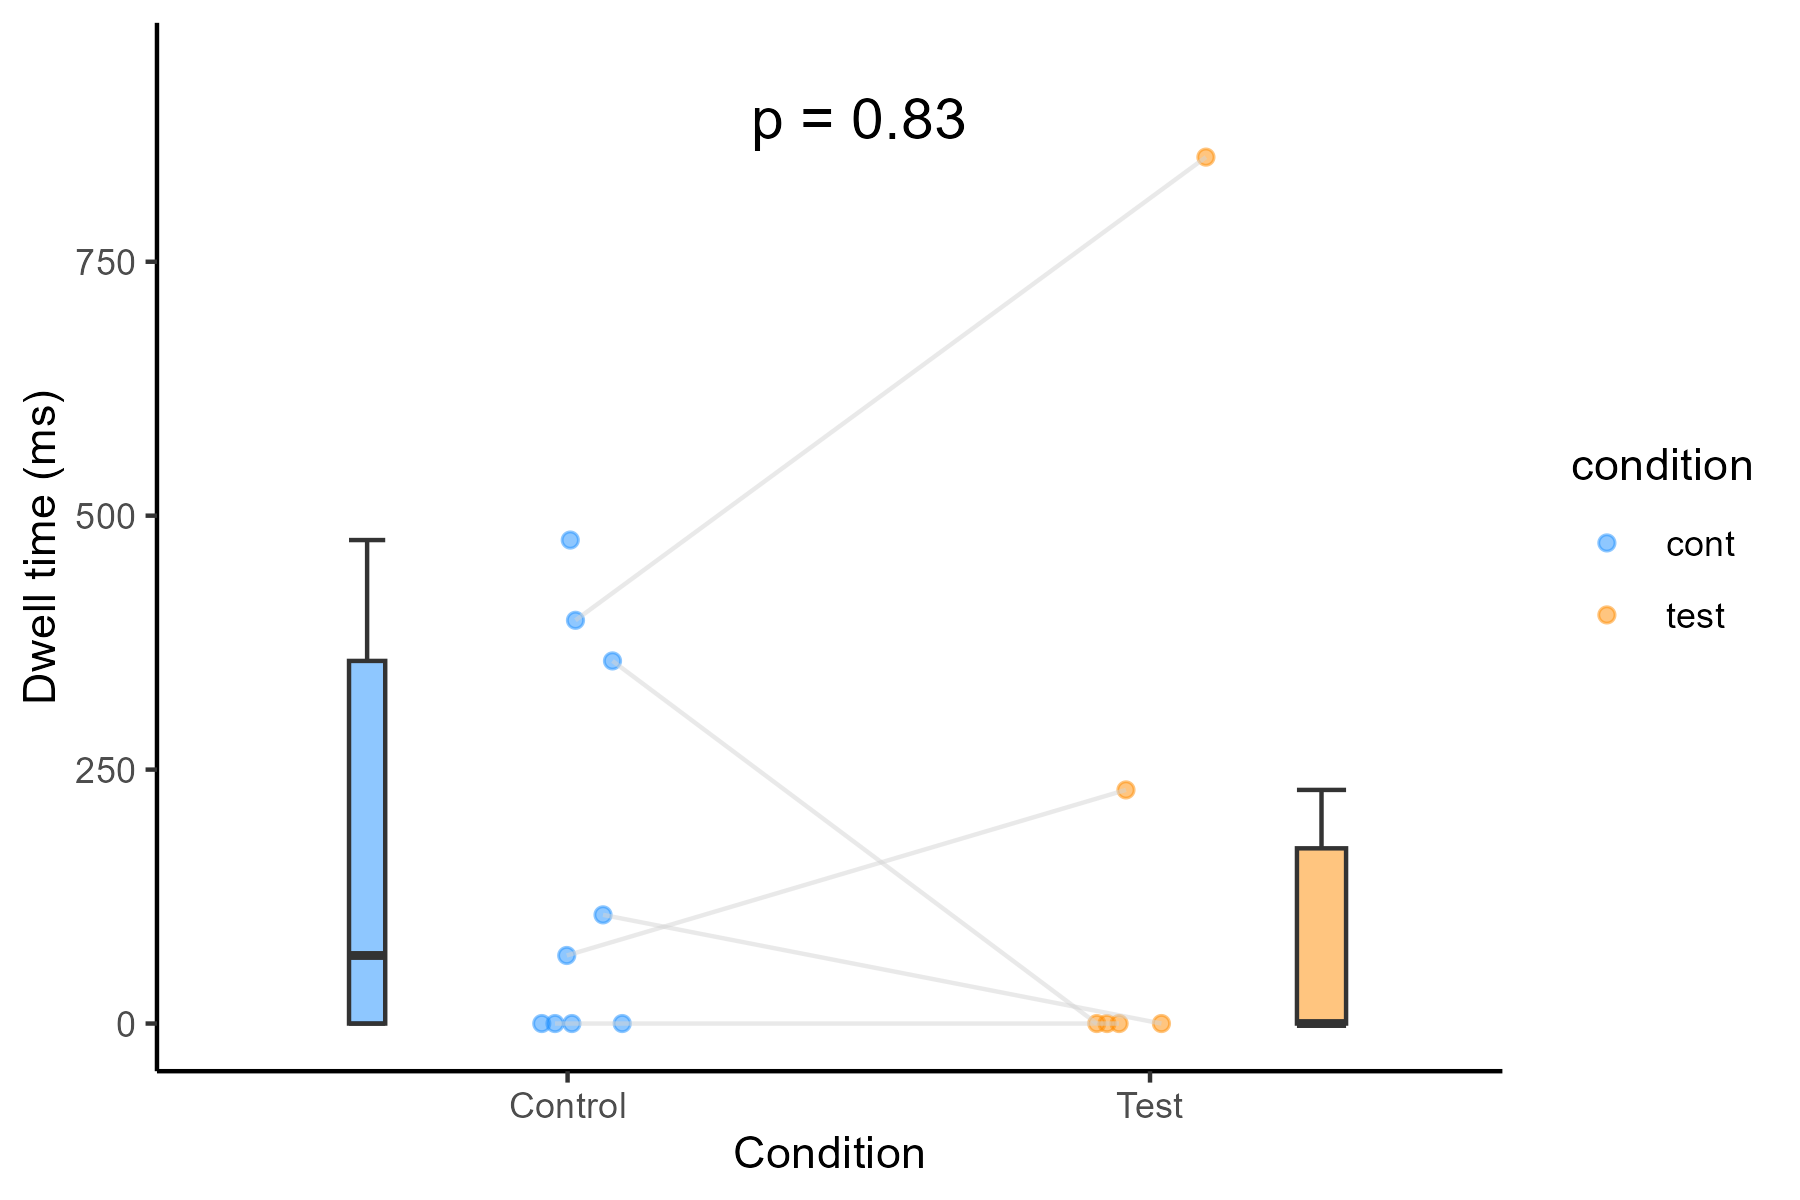 p = 0.83
750
500
250
0
Dwell time (ms)
Control
Test
Condition
condition
cont
test